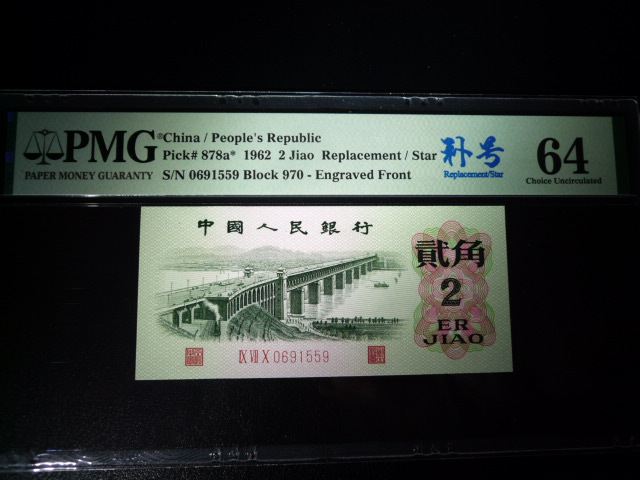 PMG®
PAPER MONEY GUARANTY
China / People's Republic
Pick# 878a* 1962 2 Jiao Replacement / Star
S/N 0691559 Block 970 - Engraved Front
补号
Replacement/Star
64
Choice Uncirculated
中國人民銀行
貳角
2
ER
JIAO
IX VII X 0691559